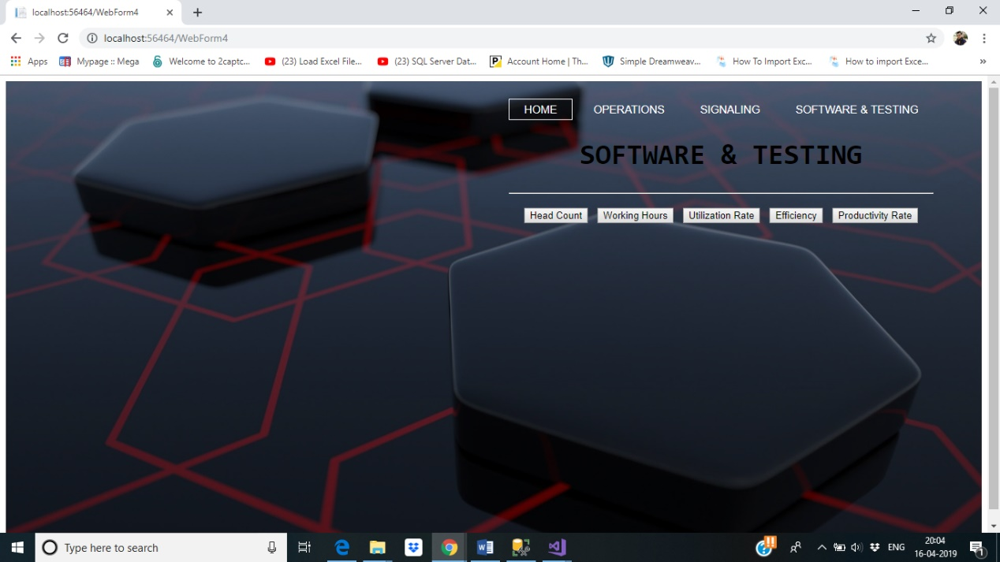 localhost:56464/WebForm4
localhost:56464/WebForm4
Apps
Mypage :: Mega
Welcome to 2captc...
(23) Load Excel File...
(23) SQL Server Dat...
Account Home | Th...
Simple Dreamweav...
How To Import Exc...
How to import Exce...
»
HOME
OPERATIONS
SIGNALING
SOFTWARE & TESTING
SOFTWARE & TESTING
Head Count
Working Hours
Utilization Rate
Efficiency
Productivity Rate
Type here to search
ENG
20:04
16-04-2019
1